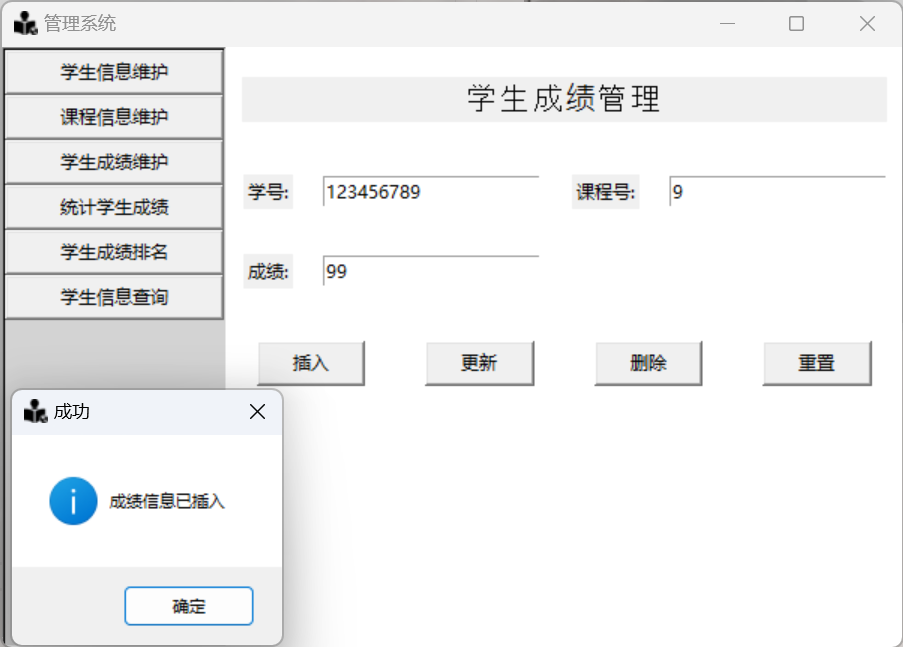 管理系统
学生信息维护
课程信息维护
学生成绩维护
统计学生成绩
学生成绩排名
学生信息查询
学生成绩管理
学号: 123456789 课程号: 9
成绩: 99
插入 更新 删除 重置
成功
成绩信息已插入
确定